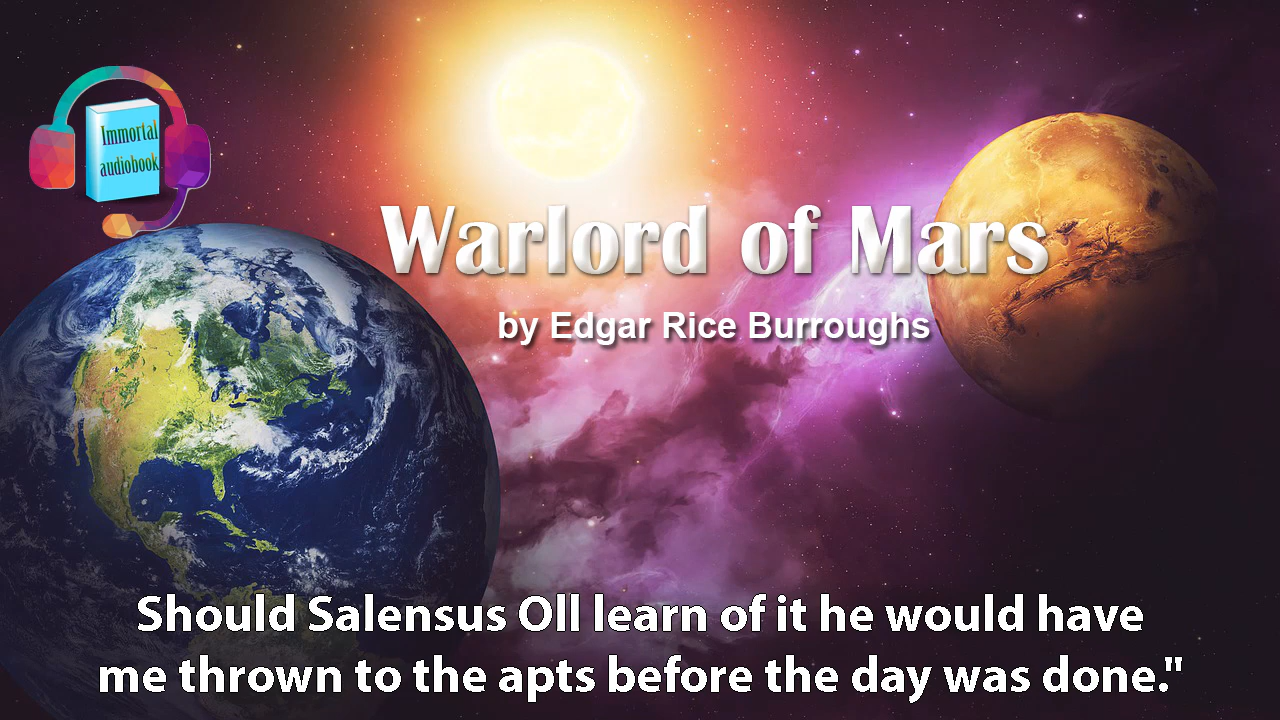 Immortal
audiobook
Warlord of Mars
by Edgar Rice Burroughs
Should Salensus Oll learn of it he would have
me thrown to the apts before the day was done."